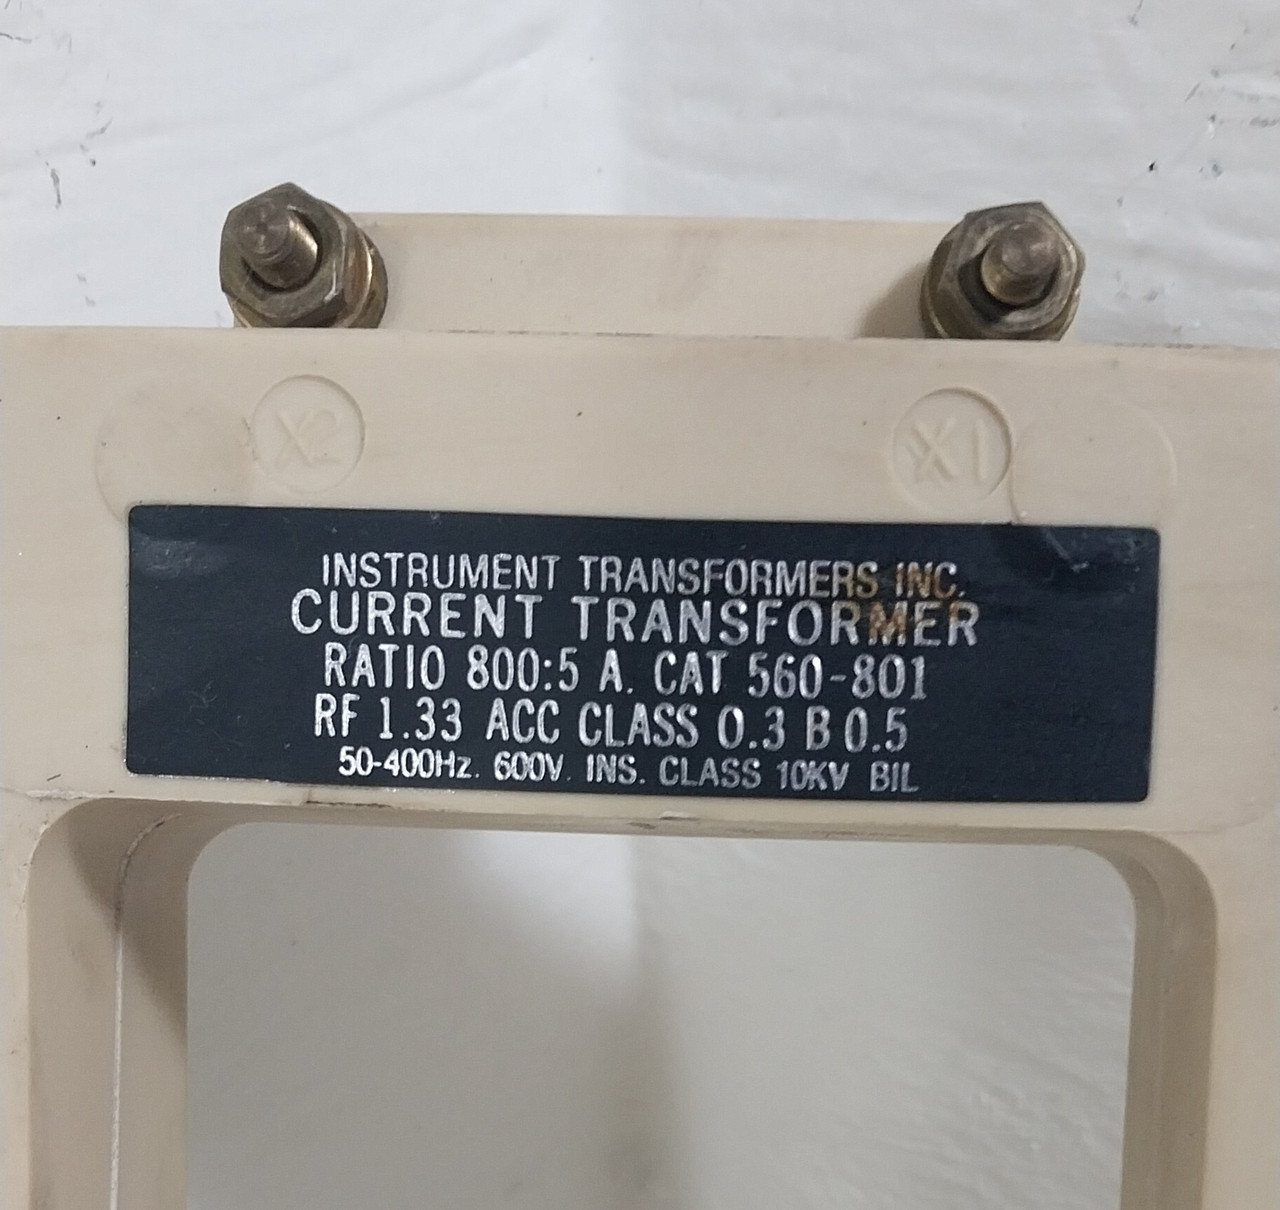 X2 X1
INSTRUMENT TRANSFORMERS INC.
CURRENT TRANSFORMER
RATIO 800:5 A. CAT 560-801
RF 1.33 ACC CLASS 0.3 B 0.5
50-400Hz. 600V. INS. CLASS 10KV BIL